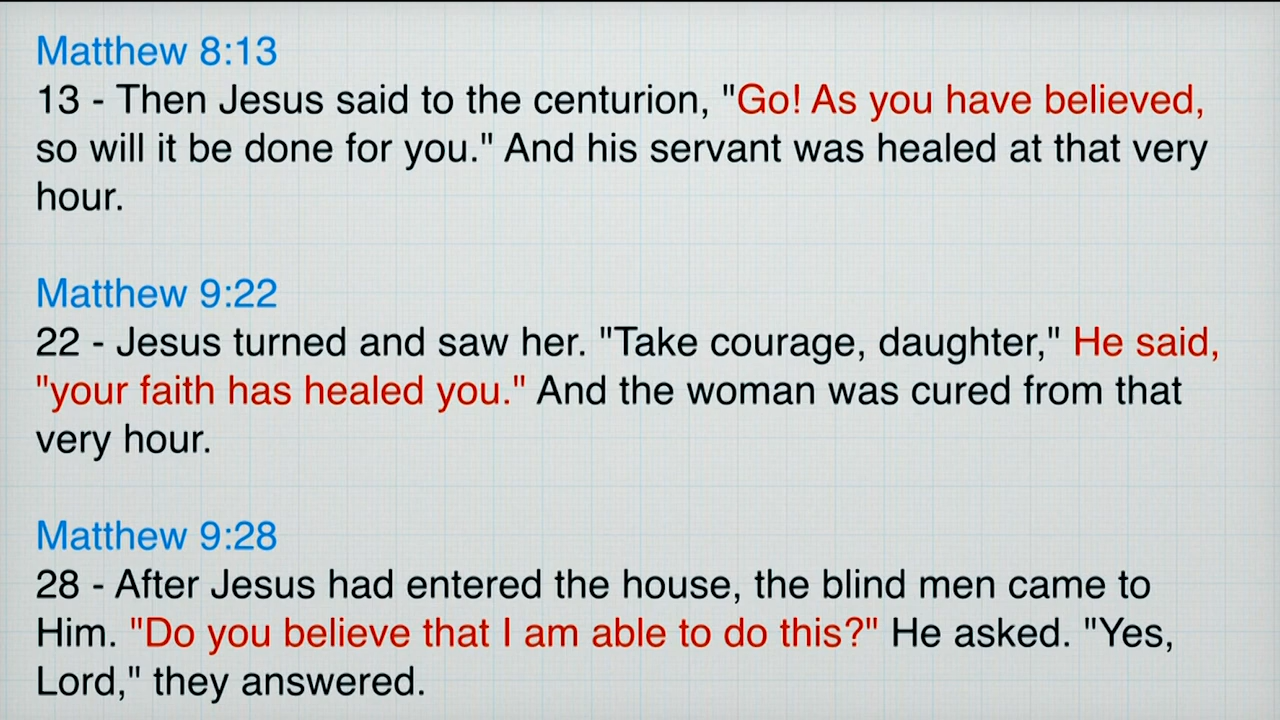 Matthew 8:13
13 - Then Jesus said to the centurion, "Go! As you have believed,
so will it be done for you." And his servant was healed at that very
hour.
Matthew 9:22
22 - Jesus turned and saw her. "Take courage, daughter," He said,
"your faith has healed you." And the woman was cured from that
very hour.
Matthew 9:28
28 - After Jesus had entered the house, the blind men came to
Him. "Do you believe that I am able to do this?" He asked. "Yes,
Lord," they answered.